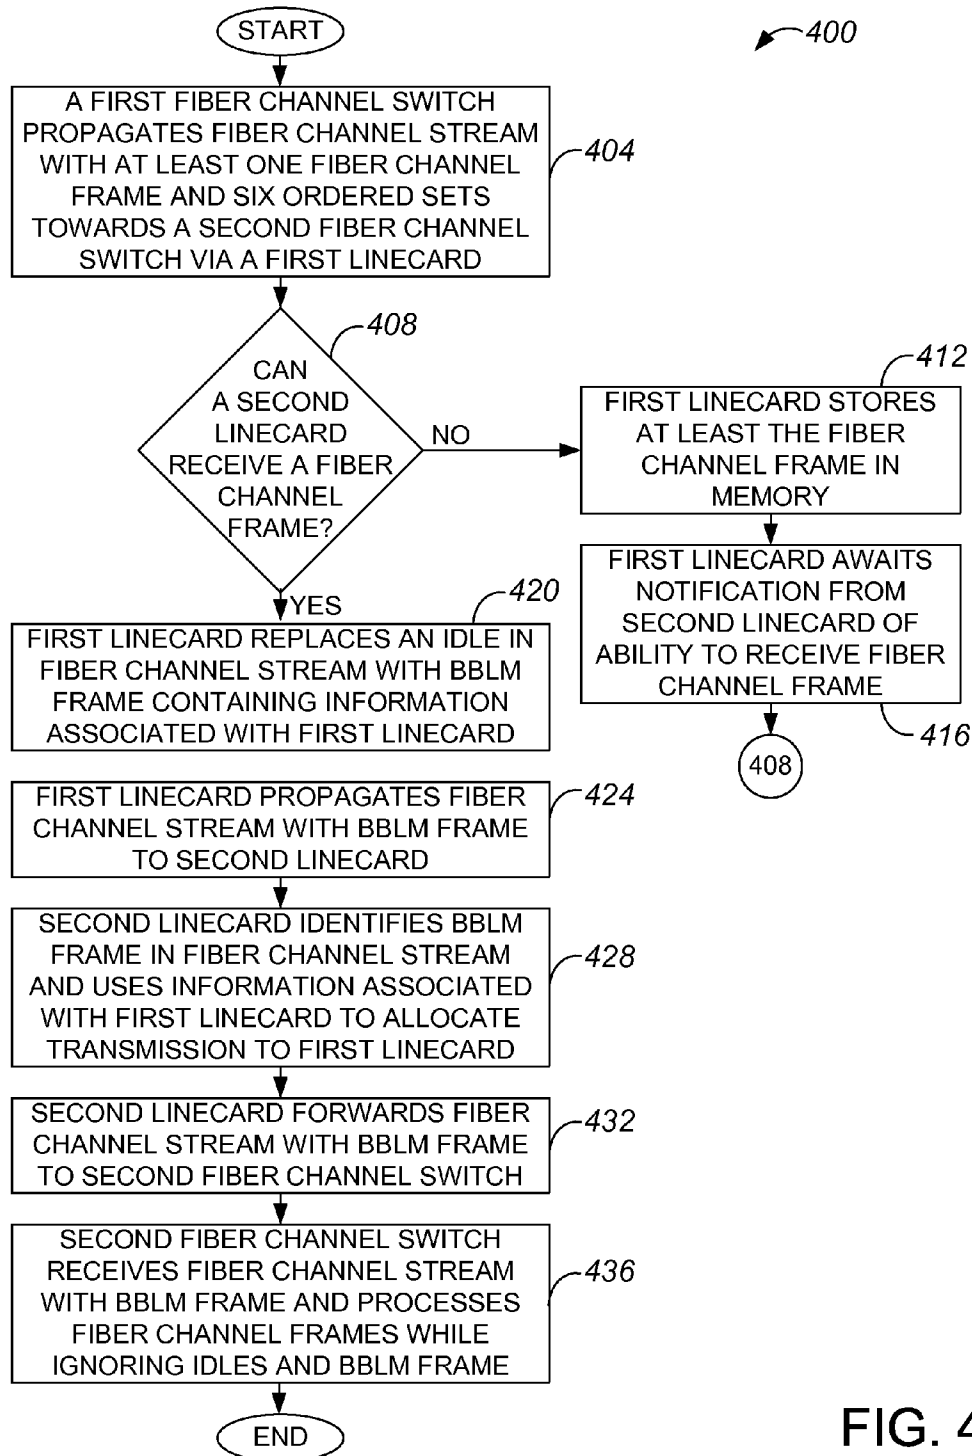 START
400
A FIRST FIBER CHANNEL SWITCH
PROPAGATES FIBER CHANNEL STREAM
WITH AT LEAST ONE FIBER CHANNEL
FRAME AND SIX ORDERED SETS
TOWARDS A SECOND FIBER CHANNEL
SWITCH VIA A FIRST LINECARD
404
408
CAN
A SECOND
LINECARD
RECEIVE A FIBER
CHANNEL
FRAME?
NO
412
FIRST LINECARD STORES
AT LEAST THE FIBER
CHANNEL FRAME IN
MEMORY
FIRST LINECARD AWAITS
NOTIFICATION FROM
SECOND LINECARD OF
ABILITY TO RECEIVE FIBER
CHANNEL FRAME
416
408
YES
420
FIRST LINECARD REPLACES AN IDLE IN
FIBER CHANNEL STREAM WITH BBLM
FRAME CONTAINING INFORMATION
ASSOCIATED WITH FIRST LINECARD
FIRST LINECARD PROPAGATES FIBER
CHANNEL STREAM WITH BBLM FRAME
TO SECOND LINECARD
424
SECOND LINECARD IDENTIFIES BBLM
FRAME IN FIBER CHANNEL STREAM
AND USES INFORMATION ASSOCIATED
WITH FIRST LINECARD TO ALLOCATE
TRANSMISSION TO FIRST LINECARD
428
SECOND LINECARD FORWARDS FIBER
CHANNEL STREAM WITH BBLM FRAME
TO SECOND FIBER CHANNEL SWITCH
432
SECOND FIBER CHANNEL SWITCH
RECEIVES FIBER CHANNEL STREAM
WITH BBLM FRAME AND PROCESSES
FIBER CHANNEL FRAMES WHILE
IGNORING IDLES AND BBLM FRAME
436
END
FIG. 4